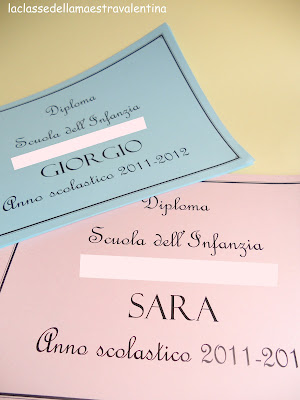 laclassedellamaestravalentina
Diploma
Scuola dell'Infanzia
GIORGIO
Anno scolastico 2011-2012
Diploma
Scuola dell'Infanzia
SARA
Anno scolastico 2011-201